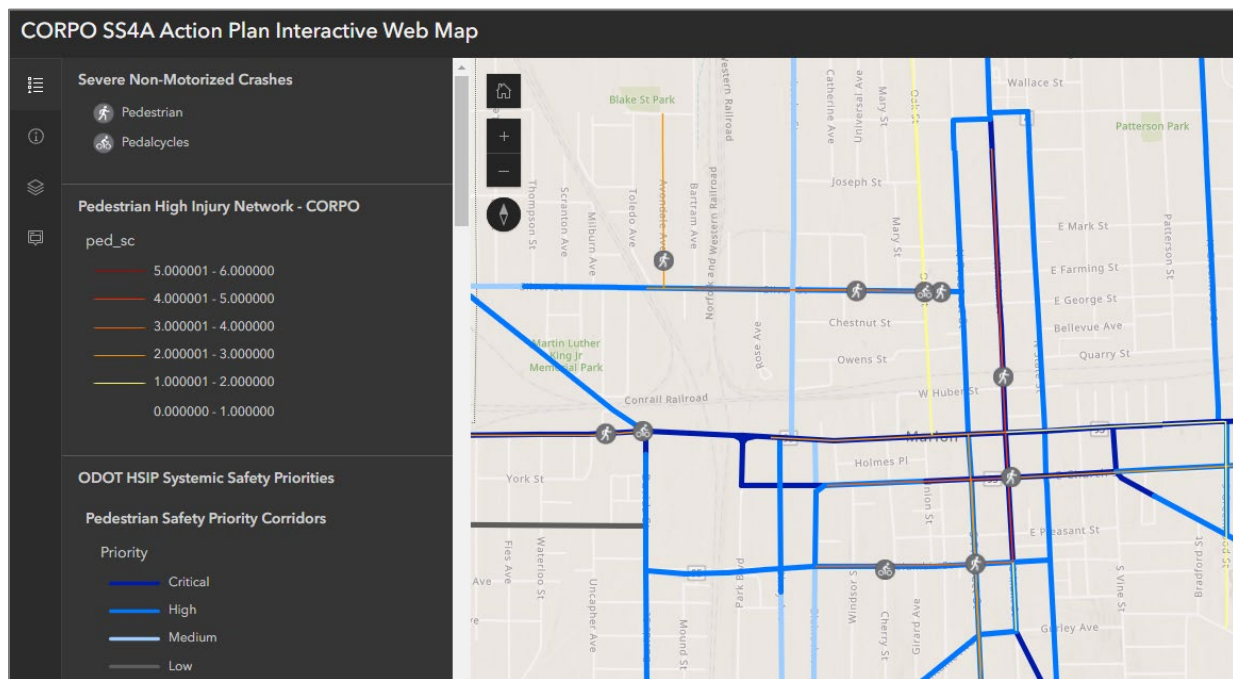 CORPO SS4A Action Plan Interactive Web Map
Severe Non-Motorized Crashes
Pedestrian
Pedalcycles
Pedestrian High Injury Network - CORPO
ped_sc
5.000001 - 6.000000
4.000001 - 5.000000
3.000001 - 4.000000
2.000001 - 3.000000
1.000001 - 2.000000
0.000000 - 1.000000
ODOT HSIP Systemic Safety Priorities
Pedestrian Safety Priority Corridors
Priority
Critical
High
Medium
Low
Blake St Park
Thompson St
Scranton Ave
Milburn Ave
Toledo Ave
Avondale Ave
Bartram Ave
Norfolk and Western Railroad
Western Railroad
Catherine Ave
Universal Ave
Mary St
Oak St
Wallace St
Patterson Park
Joseph St
Mary St
E Mark St
Patterson St
E Farming St
E George St
Chestnut St
Bellevue Ave
Quarry St
Owens St
Rose Ave
Martin Luther
King Jr
Memorial Park
Conrail Railroad
W Huber St
Marion
Holmes Pl
York St
E Church
Union St
E Pleasant St
Fies Ave
Waterloo St
Uncapher Ave
Mound St
Park Blvd
Windsor S
Cherry St
Girard Ave
S Vine St
Bradford St
Gurley Ave
Ave